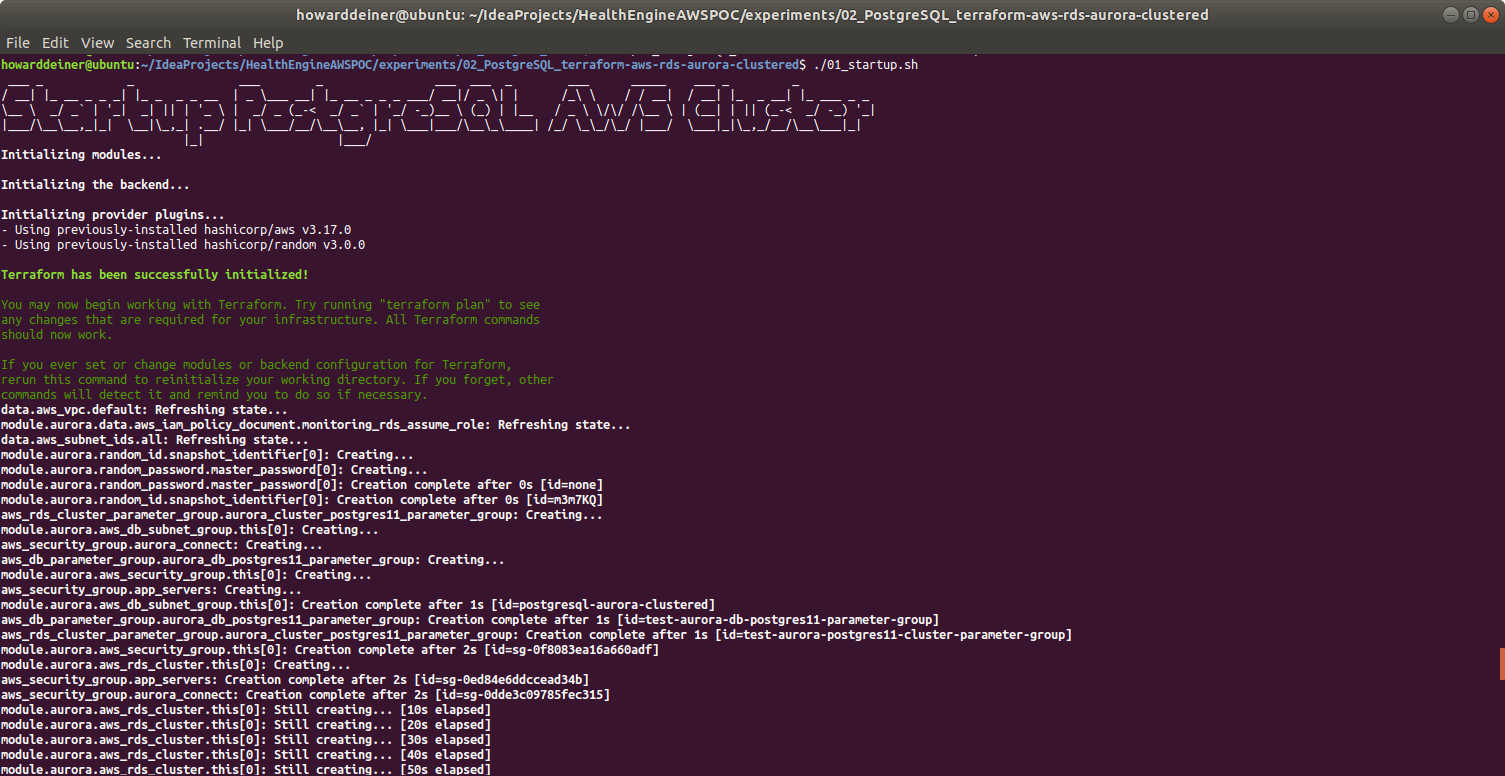 howarddeiner@ubuntu: ~/IdeaProjects/HealthEngineAWSPOC/experiments/02_PostgreSQL_terraform-aws-rds-aurora-clustered
File Edit View Search Terminal Help
howarddeiner@ubuntu:~/IdeaProjects/HealthEngineAWSPOC/experiments/02_PostgreSQL_terraform-aws-rds-aurora-clustered$ ./01_startup.sh
Startup PostgreSQL AWS Cluster
Initializing modules...
Initializing the backend...
Initializing provider plugins...
- Using previously-installed hashicorp/aws v3.17.0
- Using previously-installed hashicorp/random v3.0.0
Terraform has been successfully initialized!
You may now begin working with Terraform. Try running "terraform plan" to see
any changes that are required for your infrastructure. All Terraform commands
should now work.
If you ever set or change modules or backend configuration for Terraform,
rerun this command to reinitialize your working directory. If you forget, other
commands will detect it and remind you to do so if necessary.
data.aws_vpc.default: Refreshing state...
module.aurora.data.aws_iam_policy_document.monitoring_rds_assume_role: Refreshing state...
data.aws_subnet_ids.all: Refreshing state...
module.aurora.random_id.snapshot_identifier[0]: Creating...
module.aurora.random_password.master_password[0]: Creating...
module.aurora.random_password.master_password[0]: Creation complete after 0s [id=none]
module.aurora.random_id.snapshot_identifier[0]: Creation complete after 0s [id=m3m7KQ]
aws_rds_cluster_parameter_group.aurora_cluster_postgres11_parameter_group: Creating...
module.aurora.aws_db_subnet_group.this[0]: Creating...
aws_security_group.aurora_connect: Creating...
aws_db_parameter_group.aurora_db_postgres11_parameter_group: Creating...
module.aurora.aws_security_group.this[0]: Creating...
aws_security_group.app_servers: Creating...
module.aurora.aws_db_subnet_group.this[0]: Creation complete after 1s [id=postgresql-aurora-clustered]
aws_db_parameter_group.aurora_db_postgres11_parameter_group: Creation complete after 1s [id=test-aurora-db-postgres11-parameter-group]
aws_rds_cluster_parameter_group.aurora_cluster_postgres11_parameter_group: Creation complete after 1s [id=test-aurora-postgres11-cluster-parameter-group]
module.aurora.aws_security_group.this[0]: Creation complete after 2s [id=sg-0f8083ea16a660adf]
module.aurora.aws_rds_cluster.this[0]: Creating...
aws_security_group.app_servers: Creation complete after 2s [id=sg-0ed84e6ddccead34b]
aws_security_group.aurora_connect: Creation complete after 2s [id=sg-0dde3c09785fec315]
module.aurora.aws_rds_cluster.this[0]: Still creating... [10s elapsed]
module.aurora.aws_rds_cluster.this[0]: Still creating... [20s elapsed]
module.aurora.aws_rds_cluster.this[0]: Still creating... [30s elapsed]
module.aurora.aws_rds_cluster.this[0]: Still creating... [40s elapsed]
module.aurora.aws_rds_cluster.this[0]: Still creating... [50s elapsed]